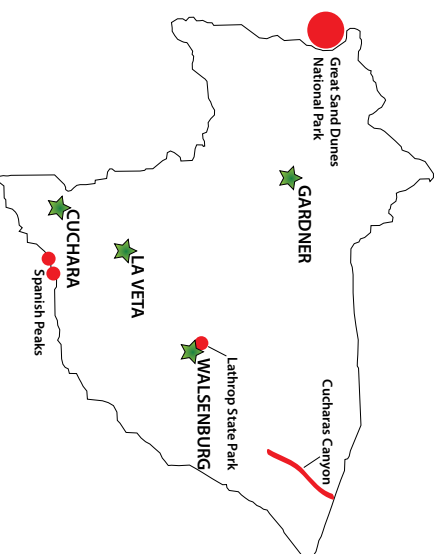 Great Sand Dunes
National Park
GARDNER
CUCHARA
LA VETA
Spanish Peaks
Lathrop State Park
WALSENBURG
Cucharas Canyon